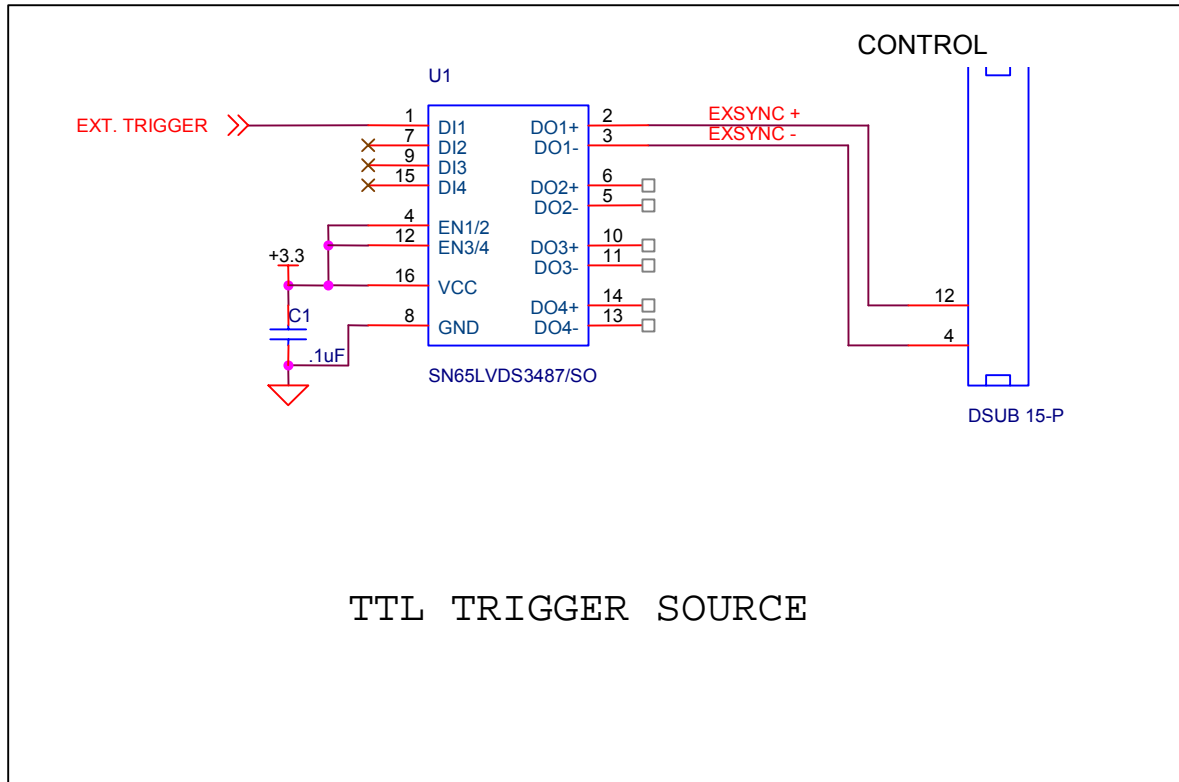 CONTROL
U1
EXT. TRIGGER
1 DI1 DO1+ 2 EXSYNC +
7 DI2 DO1- 3 EXSYNC -
9 DI3
15 DI4 DO2+ 6
DO2- 5
4 EN1/2
12 EN3/4 DO3+ 10
+3.3 DO3- 11
16 VCC
C1 DO4+ 14 12
8 GND DO4- 13
.1uF 4
SN65LVDS3487/SO
DSUB 15-P
TTL TRIGGER SOURCE